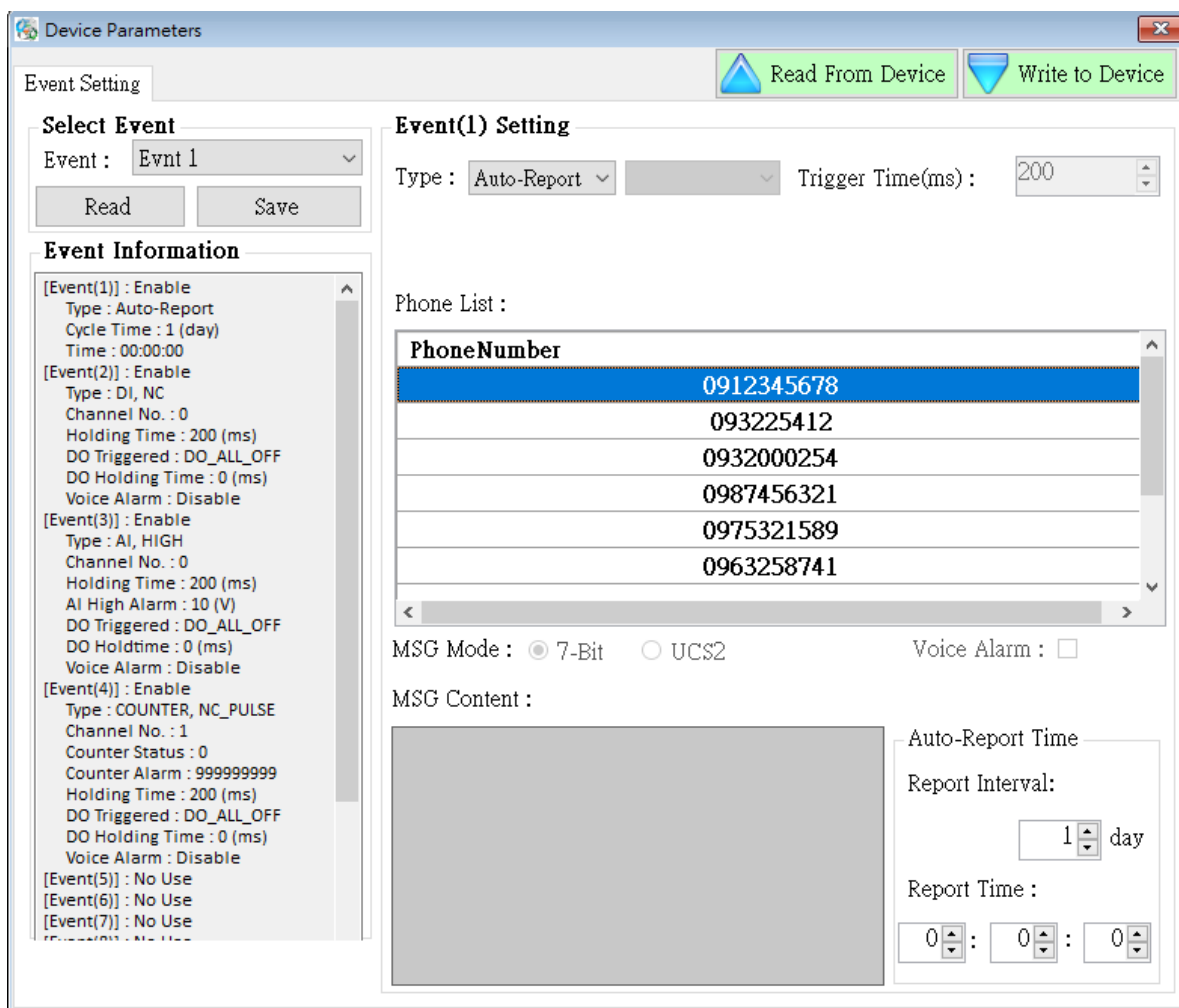 Device Parameters
Read From Device
Write to Device
Event Setting
Select Event
Event : Evnt 1
Read
Save
Event Information
[Event(1)] : Enable
Type : Auto-Report
Cycle Time : 1 (day)
Time : 00:00:00
[Event(2)] : Enable
Type : DI, NC
Channel No. : 0
Holding Time : 200 (ms)
DO Triggered : DO_ALL_OFF
DO Holding Time : 0 (ms)
Voice Alarm : Disable
[Event(3)] : Enable
Type : AI, HIGH
Channel No. : 0
Holding Time : 200 (ms)
AI High Alarm : 10 (V)
DO Triggered : DO_ALL_OFF
DO Holdtime : 0 (ms)
Voice Alarm : Disable
[Event(4)] : Enable
Type : COUNTER, NC_PULSE
Channel No. : 1
Counter Status : 0
Counter Alarm : 999999999
Holding Time : 200 (ms)
DO Triggered : DO_ALL_OFF
DO Holding Time : 0 (ms)
Voice Alarm : Disable
[Event(5)] : No Use
[Event(6)] : No Use
[Event(7)] : No Use
Event(1) Setting
Type : Auto-Report Trigger Time(ms) : 200
Phone List :
PhoneNumber
0912345678
093225412
0932000254
0987456321
0975321589
0963258741
MSG Mode : 7-Bit UCS2 Voice Alarm :
MSG Content :
Auto-Report Time
Report Interval:
1 day
Report Time :
0 : 0 : 0